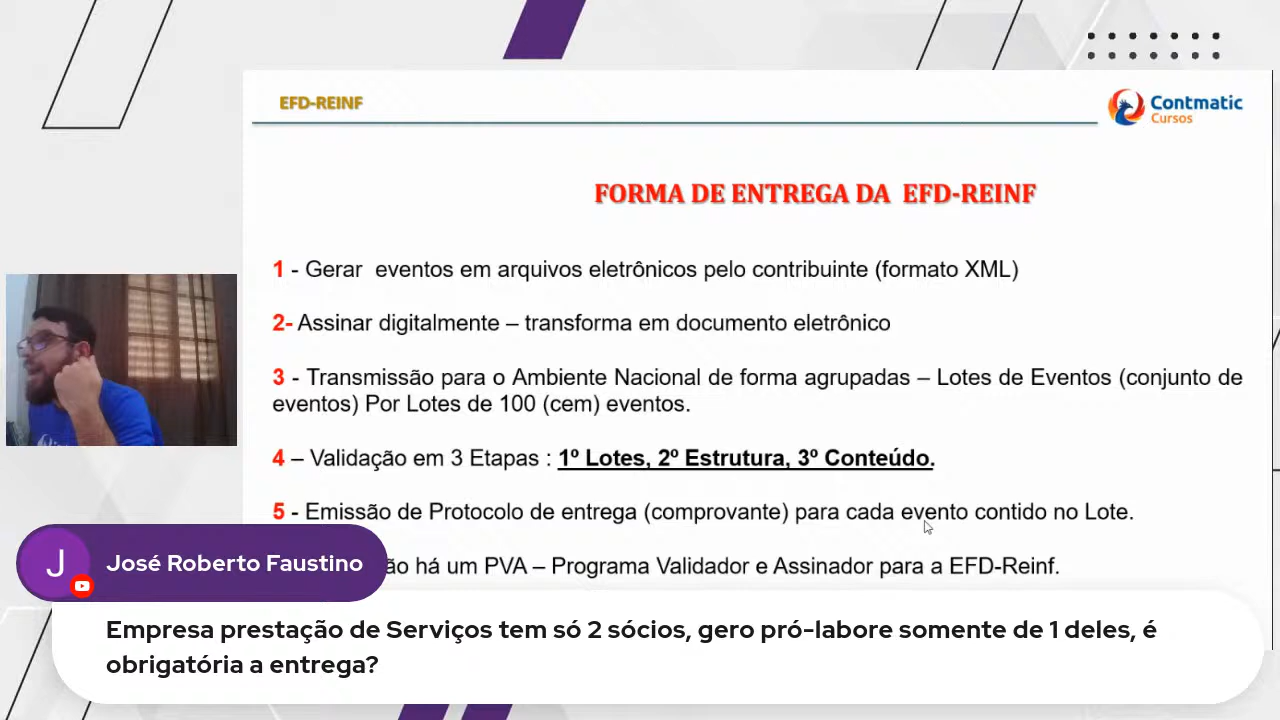 EFD-REINF
Contmatic
Cursos
FORMA DE ENTREGA DA EFD-REINF
1 - Gerar eventos em arquivos eletrônicos pelo contribuinte (formato XML)
2- Assinar digitalmente – transforma em documento eletrônico
3 - Transmissão para o Ambiente Nacional de forma agrupadas – Lotes de Eventos (conjunto de
eventos) Por Lotes de 100 (cem) eventos.
4 – Validação em 3 Etapas : 1º Lotes, 2º Estrutura, 3º Conteúdo.
5 - Emissão de Protocolo de entrega (comprovante) para cada evento contido no Lote.
há um PVA – Programa Validador e Assinador para a EFD-Reinf.
J
José Roberto Faustino
Empresa prestação de Serviços tem só 2 sócios, gero pró-labore somente de 1 deles, é
obrigatória a entrega?